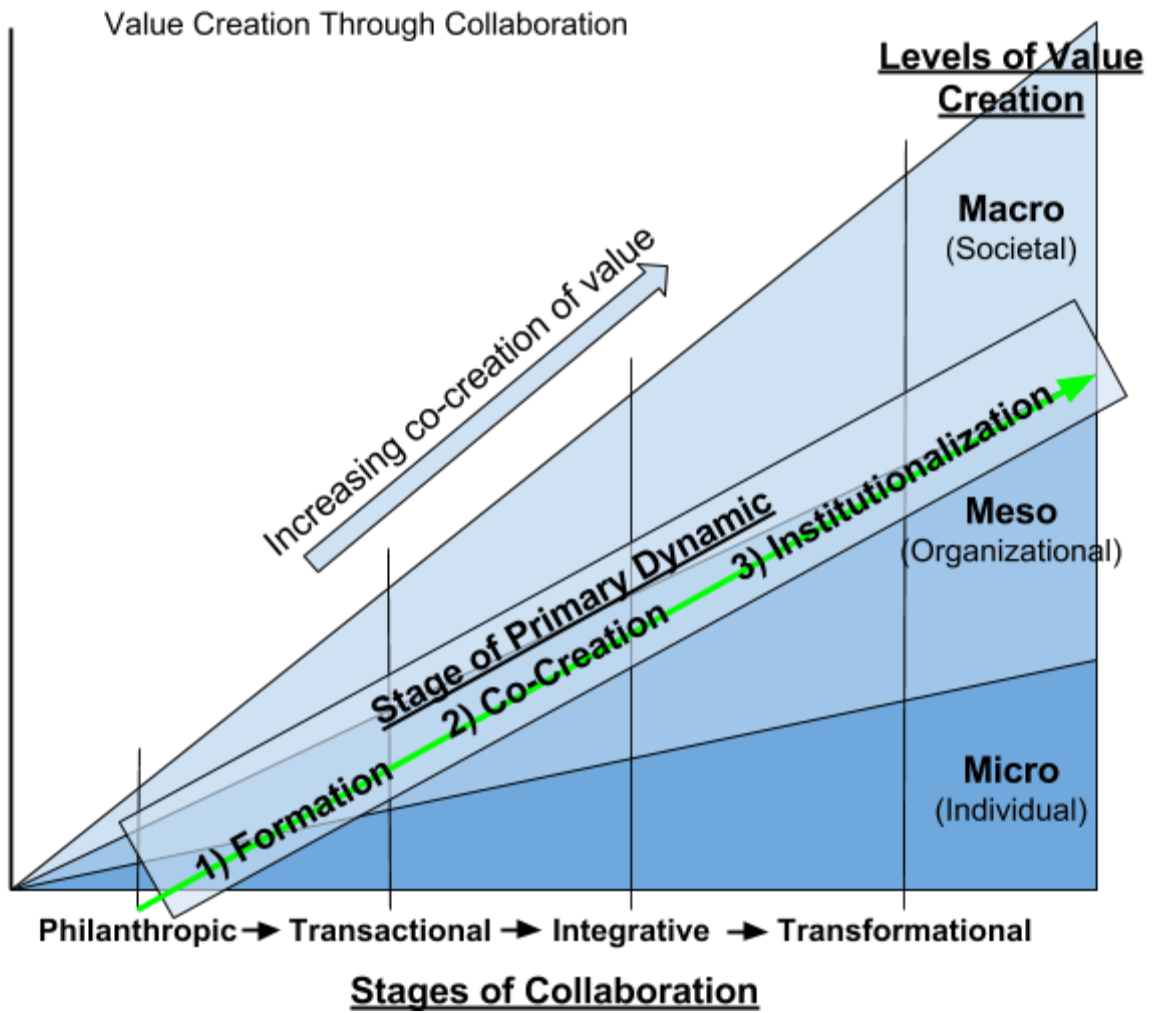 Value Creation Through Collaboration
Levels of Value
Creation
Macro
(Societal)
Increasing co-creation of value
Stage of Primary Dynamic
1) Formation
2) Co-Creation
3) Institutionalization
Meso
(Organizational)
Micro
(Individual)
Philanthropic Transactional Integrative Transformational
Stages of Collaboration